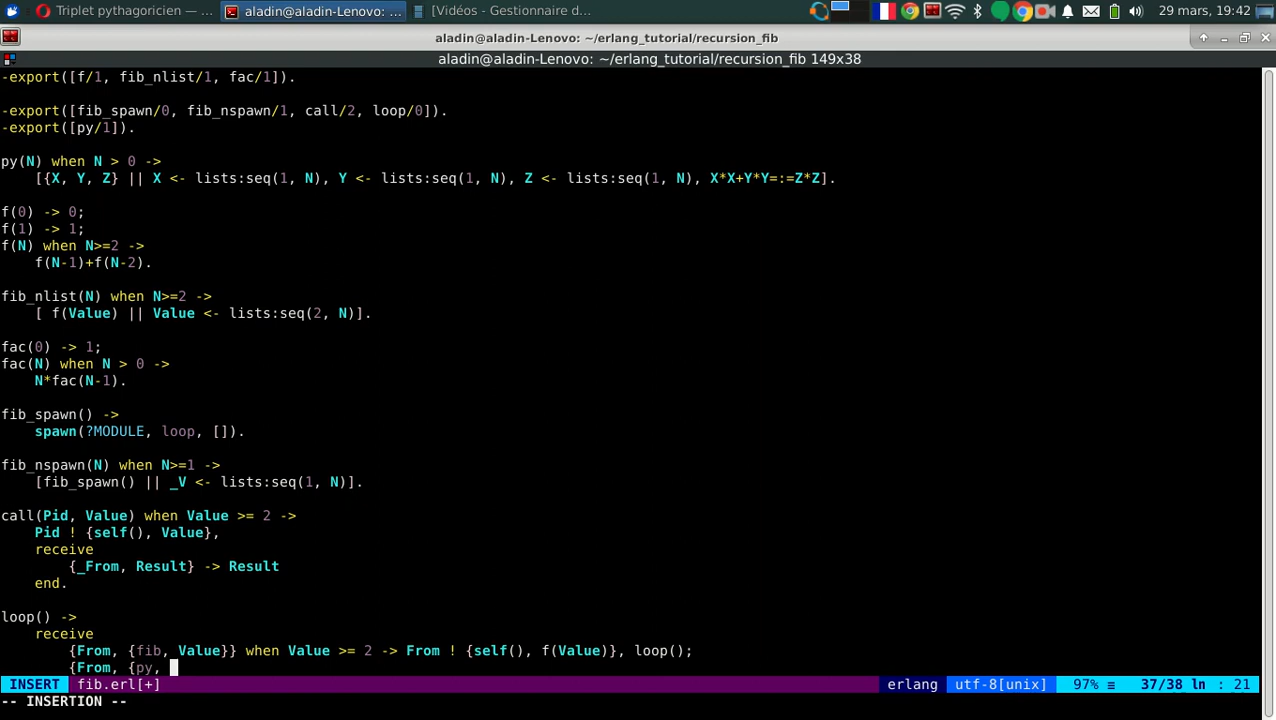 Triplet pythagoricien — ...
aladin@aladin-Lenovo: ~/...
[Vidéos - Gestionnaire d...
29 mars, 19:42
aladin@aladin-Lenovo: ~/erlang_tutorial/recursion_fib
aladin@aladin-Lenovo: ~/erlang_tutorial/recursion_fib 149x38
-export([f/1, fib_nlist/1, fac/1]).
-export([fib_spawn/0, fib_nspawn/1, call/2, loop/0]).
-export([py/1]).
py(N) when N > 0 ->
[{X, Y, Z} || X <- lists:seq(1, N), Y <- lists:seq(1, N), Z <- lists:seq(1, N), X*X+Y*Y=:=Z*Z].
f(0) -> 0;
f(1) -> 1;
f(N) when N>=2 ->
f(N-1)+f(N-2).
fib_nlist(N) when N>=2 ->
[ f(Value) || Value <- lists:seq(2, N)].
fac(0) -> 1;
fac(N) when N > 0 ->
N*fac(N-1).
fib_spawn() ->
spawn(?MODULE, loop, []).
fib_nspawn(N) when N>=1 ->
[fib_spawn() || _V <- lists:seq(1, N)].
call(Pid, Value) when Value >= 2 ->
Pid ! {self(), Value},
receive
{_From, Result} -> Result
end.
loop() ->
receive
{From, {fib, Value}} when Value >= 2 -> From ! {self(), f(Value)}, loop();
{From, {py,
INSERT fib.erl[+] erlang utf-8[unix] 97% ≡ 37/38 ln : 21
-- INSERTION --